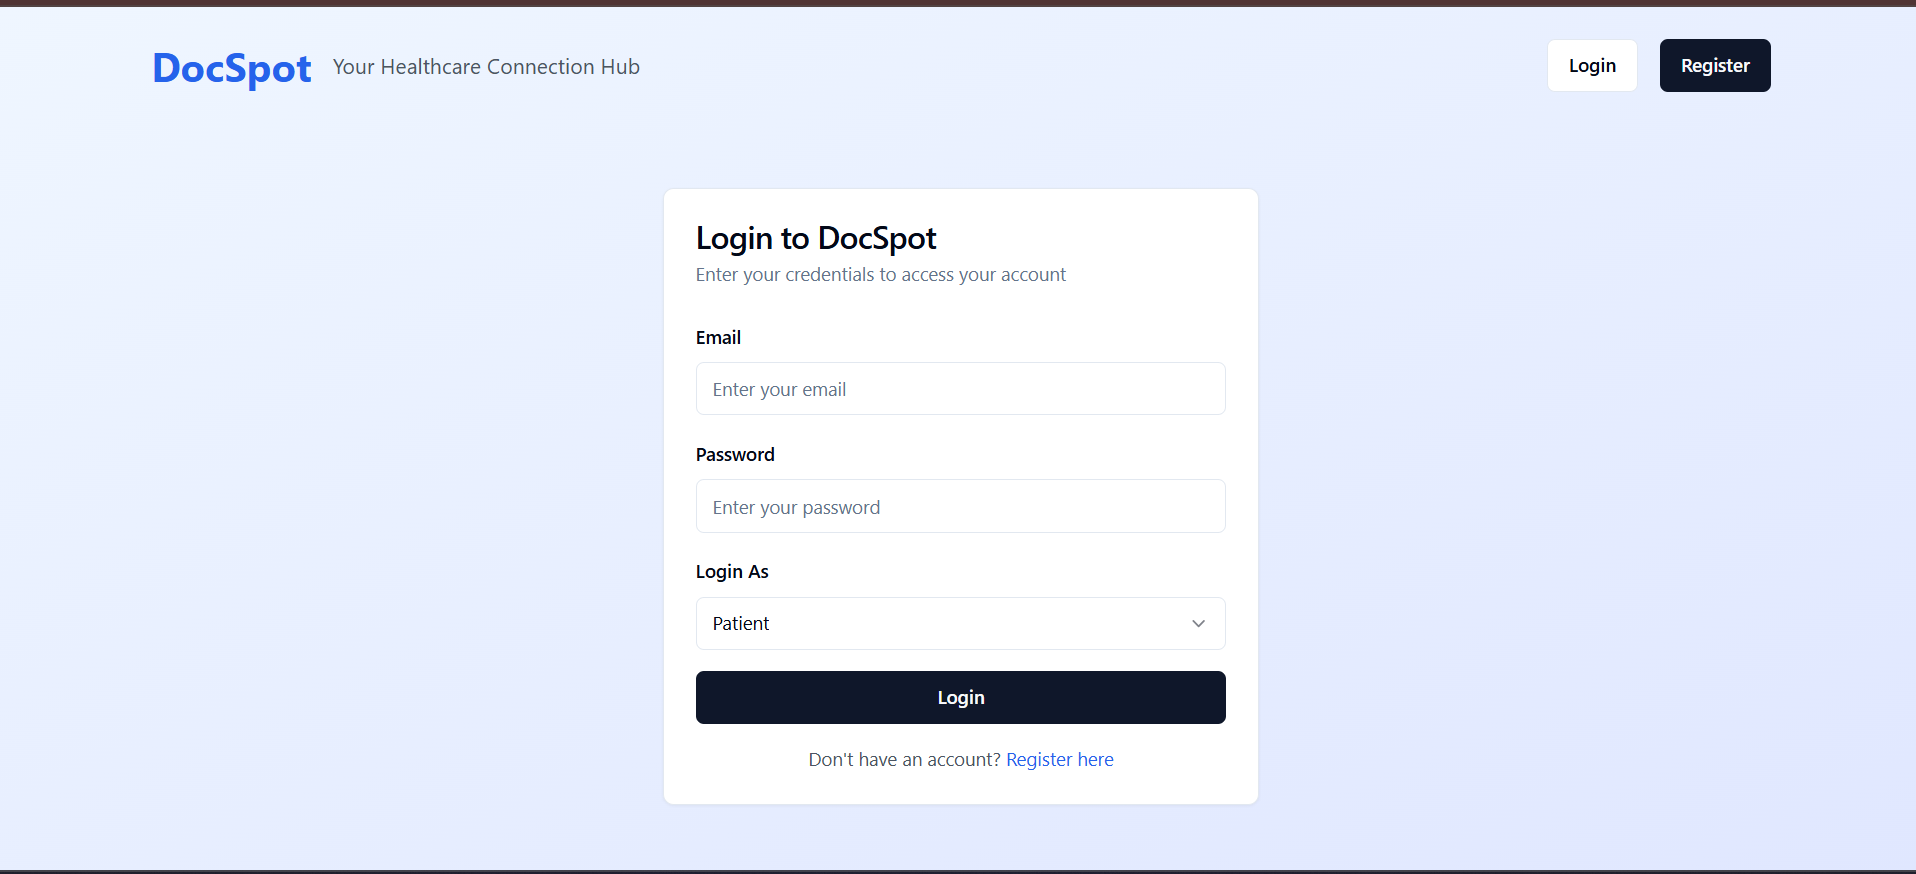 DocSpot Your Healthcare Connection Hub Login Register
Login to DocSpot
Enter your credentials to access your account
Email
Enter your email
Password
Enter your password
Login As
Patient
Login
Don't have an account? Register here